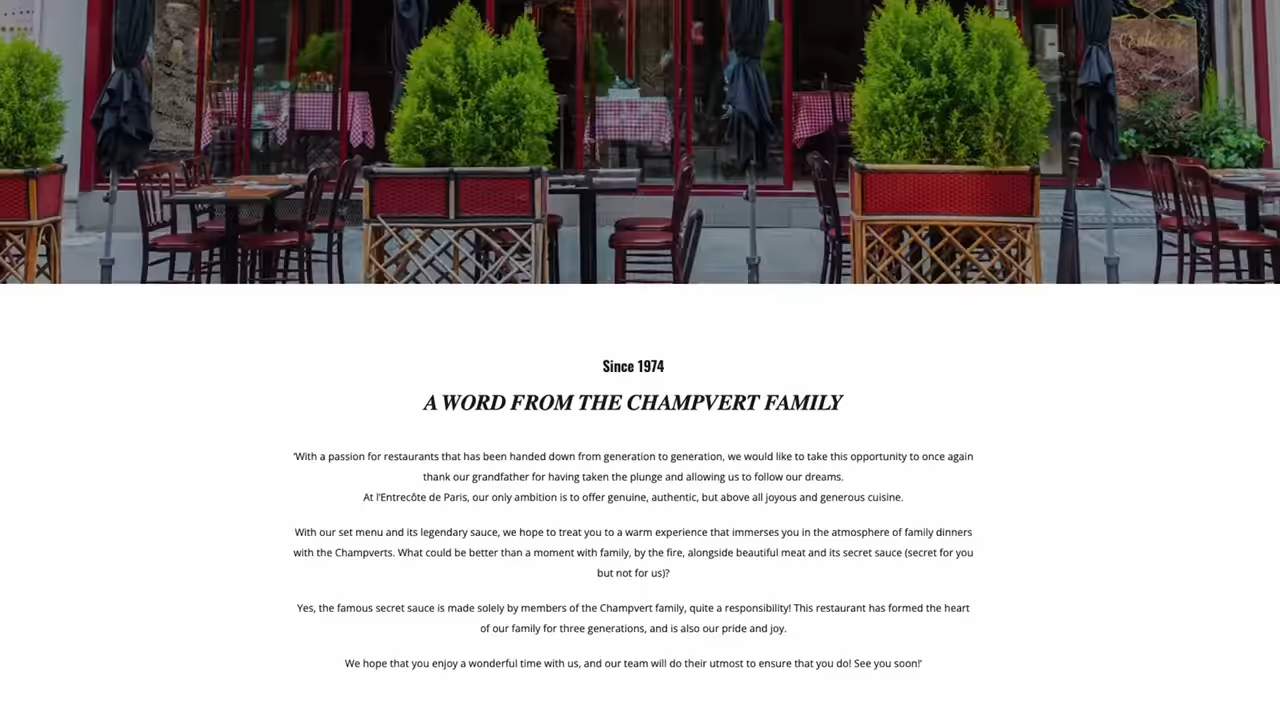 Since 1974
A WORD FROM THE CHAMPVERT FAMILY
'With a passion for restaurants that has been handed down from generation to generation, we would like to take this opportunity to once again
thank our grandfather for having taken the plunge and allowing us to follow our dreams.
At l'Entrecôte de Paris, our only ambition is to offer genuine, authentic, but above all joyous and generous cuisine.
With our set menu and its legendary sauce, we hope to treat you to a warm experience that immerses you in the atmosphere of family dinners
with the Champverts. What could be better than a moment with family, by the fire, alongside beautiful meat and its secret sauce (secret for you
but not for us)?
Yes, the famous secret sauce is made solely by members of the Champvert family, quite a responsibility! This restaurant has formed the heart
of our family for three generations, and is also our pride and joy.
We hope that you enjoy a wonderful time with us, and our team will do their utmost to ensure that you do! See you soon!'